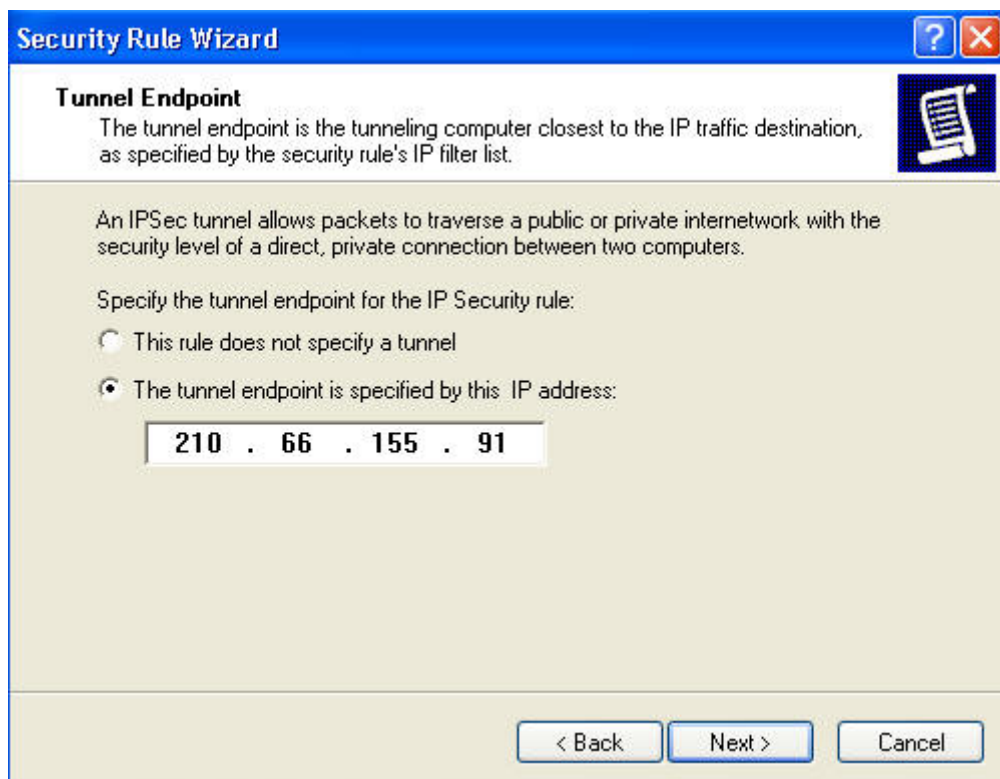 Security Rule Wizard
?
Tunnel Endpoint
The tunnel endpoint is the tunneling computer closest to the IP traffic destination,
as specified by the security rule's IP filter list.
An IPSec tunnel allows packets to traverse a public or private internetwork with the
security level of a direct, private connection between two computers.
Specify the tunnel endpoint for the IP Security rule:
This rule does not specify a tunnel
The tunnel endpoint is specified by this  IP address:
210 . 66 . 155 . 91
< Back   Next >   Cancel